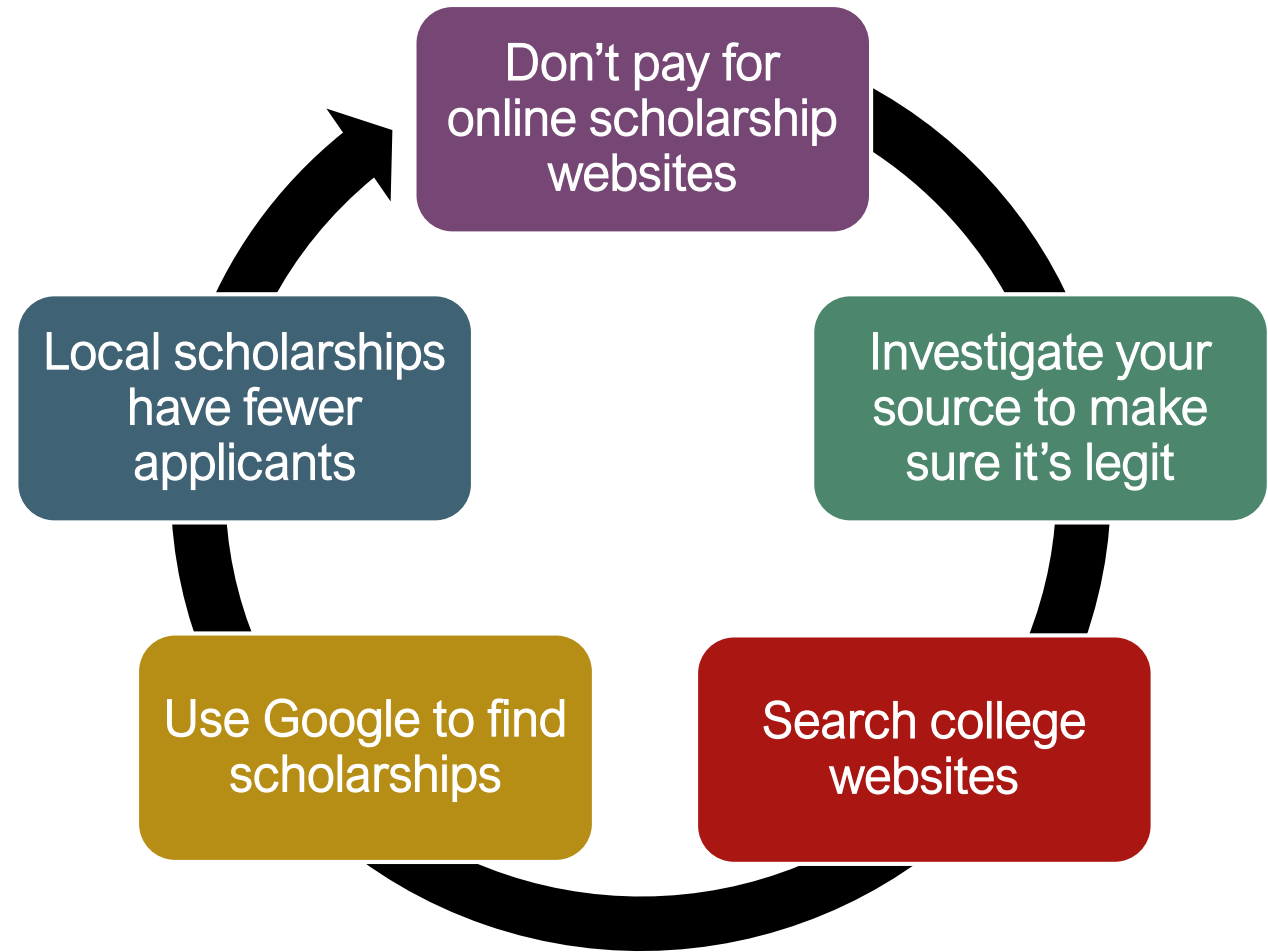 Don’t pay for
online scholarship
websites
Investigate your
source to make
sure it’s legit
Search college
websites
Use Google to find
scholarships
Local scholarships
have fewer
applicants